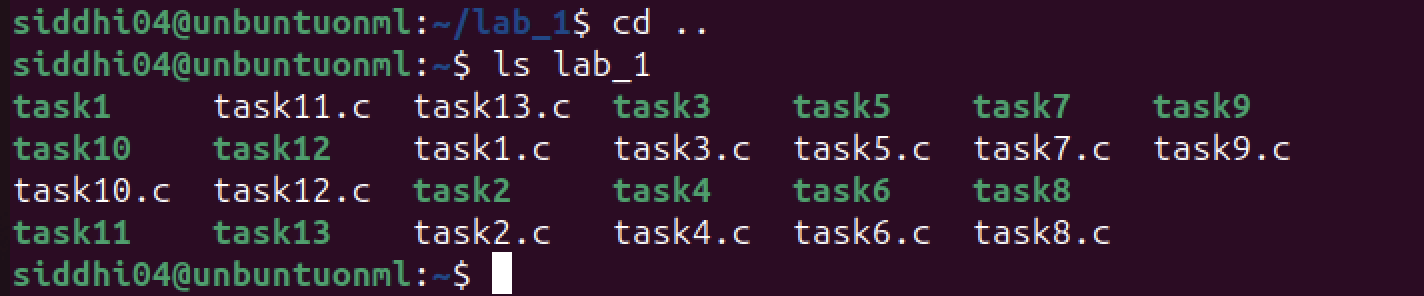 siddhi04@unbuntuonml:~/lab_1$ cd ..
siddhi04@unbuntuonml:~$ ls lab_1
task1 task11.c task13.c task3 task5 task7 task9
task10 task12 task1.c task3.c task5.c task7.c task9.c
task10.c task12.c task2 task4 task6 task8
task11 task13 task2.c task4.c task6.c task8.c
siddhi04@unbuntuonml:~$